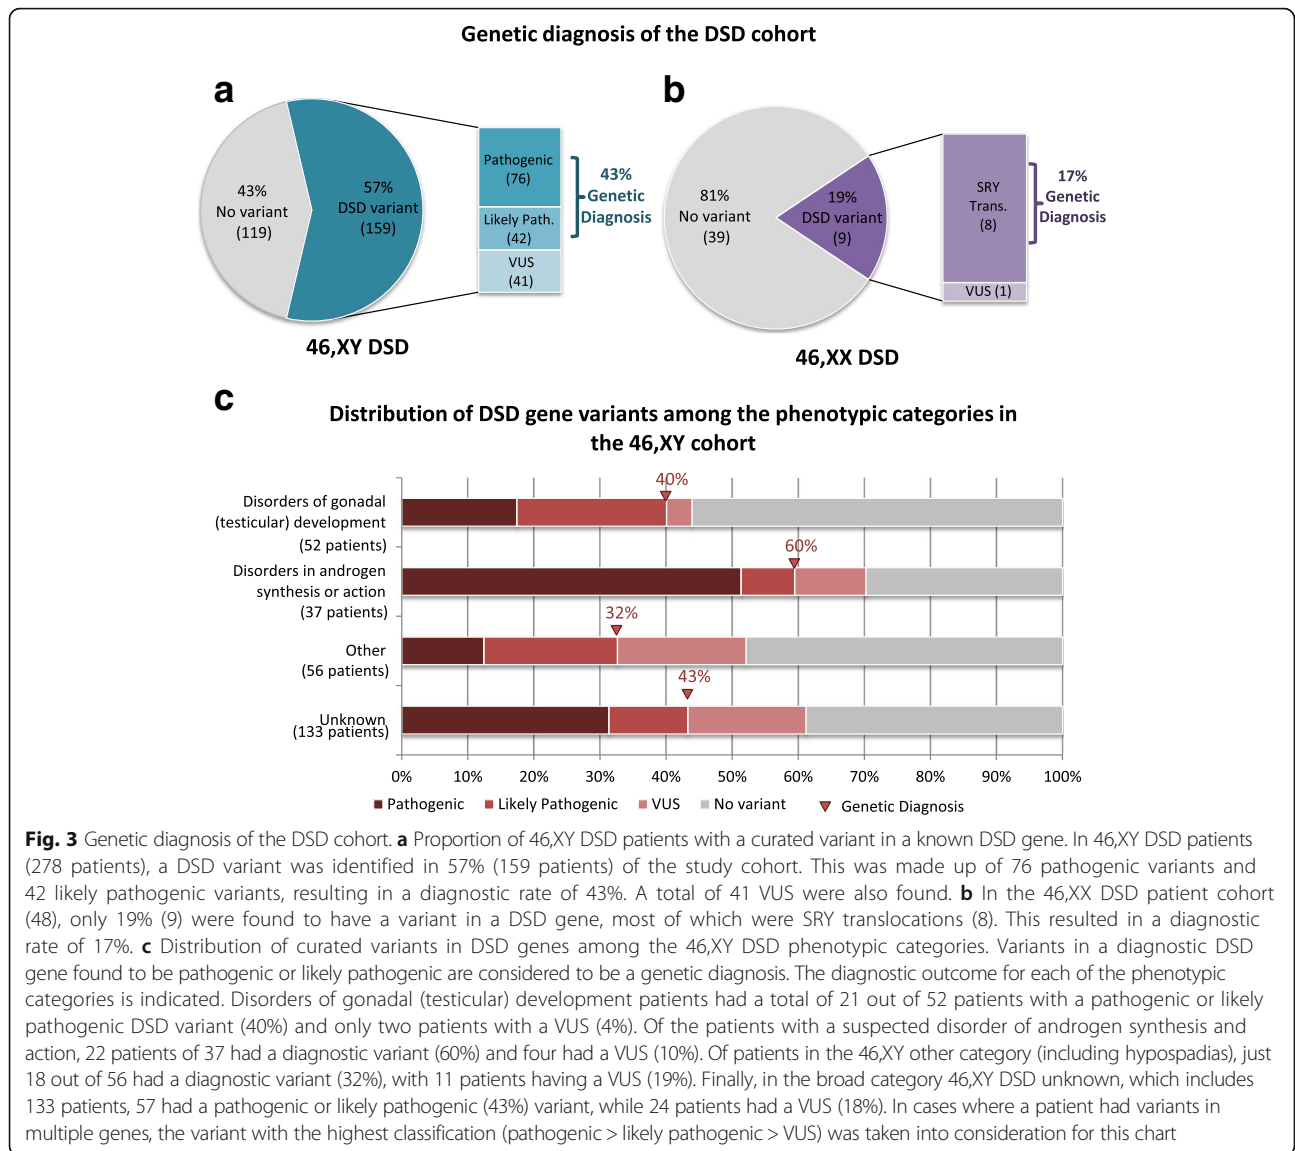 Genetic diagnosis of the DSD cohort
a
43%
No variant
(119)
57%
DSD variant
(159)
Pathogenic
(76)
Likely Path.
(42)
VUS
(41)
43%
Genetic
Diagnosis
46,XY DSD
b
81%
No variant
(39)
19%
DSD variant
(9)
SRY
Trans.
(8)
VUS (1)
17%
Genetic
Diagnosis
46,XX DSD
c
Distribution of DSD gene variants among the phenotypic categories in
the 46,XY cohort
40%
Disorders of gonadal
(testicular) development
(52 patients)
60%
Disorders in androgen
synthesis or action
(37 patients)
32%
Other
(56 patients)
43%
Unknown
(133 patients)
0% 10% 20% 30% 40% 50% 60% 70% 80% 90% 100%
Pathogenic Likely Pathogenic VUS No variant Genetic Diagnosis
Fig. 3 Genetic diagnosis of the DSD cohort. a Proportion of 46,XY DSD patients with a curated variant in a known DSD gene. In 46,XY DSD patients
(278 patients), a DSD variant was identified in 57% (159 patients) of the study cohort. This was made up of 76 pathogenic variants and
42 likely pathogenic variants, resulting in a diagnostic rate of 43%. A total of 41 VUS were also found. b In the 46,XX DSD patient cohort
(48), only 19% (9) were found to have a variant in a DSD gene, most of which were SRY translocations (8). This resulted in a diagnostic
rate of 17%. c Distribution of curated variants in DSD genes among the 46,XY DSD phenotypic categories. Variants in a diagnostic DSD
gene found to be pathogenic or likely pathogenic are considered to be a genetic diagnosis. The diagnostic outcome for each of the phenotypic
categories is indicated. Disorders of gonadal (testicular) development patients had a total of 21 out of 52 patients with a pathogenic or likely
pathogenic DSD variant (40%) and only two patients with a VUS (4%). Of the patients with a suspected disorder of androgen synthesis and
action, 22 patients of 37 had a diagnostic variant (60%) and four had a VUS (10%). Of patients in the 46,XY other category (including hypospadias), just
18 out of 56 had a diagnostic variant (32%), with 11 patients having a VUS (19%). Finally, in the broad category 46,XY DSD unknown, which includes
133 patients, 57 had a pathogenic or likely pathogenic (43%) variant, while 24 patients had a VUS (18%). In cases where a patient had variants in
multiple genes, the variant with the highest classification (pathogenic > likely pathogenic > VUS) was taken into consideration for this chart